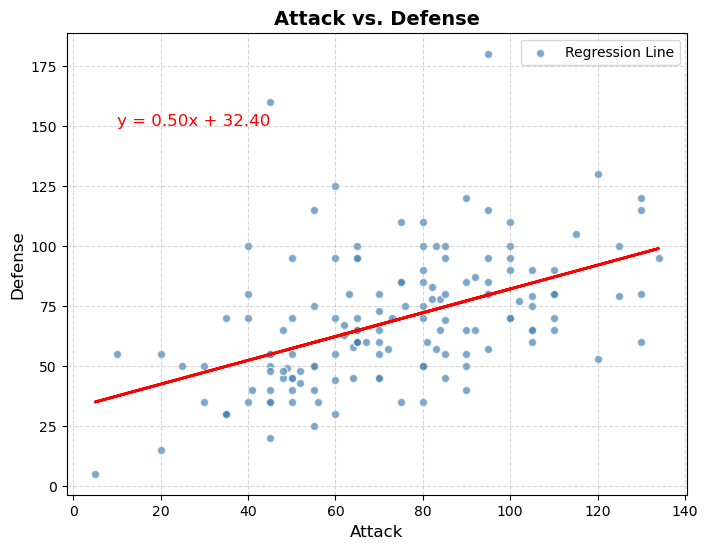 Attack vs. Defense
Regression Line
y = 0.50x + 32.40
175
150
125
100
75
50
25
0
Defense
0 20 40 60 80 100 120 140
Attack